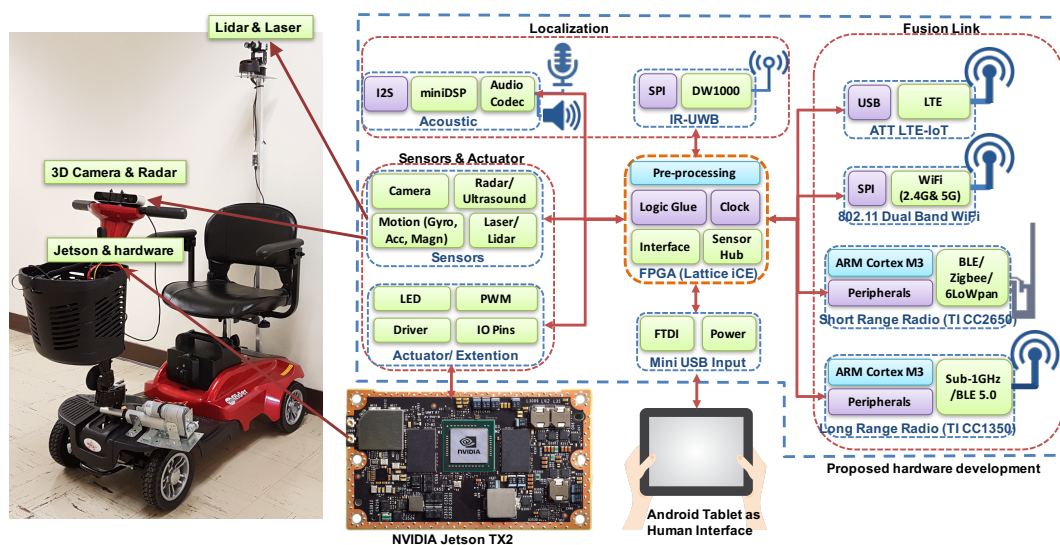 Lidar & Laser
3D Camera & Radar
Jetson & hardware
Rider
Localization
I2S
miniDSP
Audio
Codec
Acoustic
SPI
DW1000
IR-UWB
Sensors & Actuator
Camera
Radar/
Ultrasound
Motion (Gyro,
Acc, Magn)
Laser/
Lidar
Sensors
LED
PWM
Driver
IO Pins
Actuator/ Extention
Pre-processing
Logic Glue
Clock
Interface
Sensor
Hub
FPGA (Lattice iCE)
FTDI
Power
Mini USB Input
Fusion Link
USB
LTE
ATT LTE-IoT
SPI
WiFi
(2.4G& 5G)
802.11 Dual Band WiFi
ARM Cortex M3
Peripherals
BLE/
Zigbee/
6LoWpan
Short Range Radio (TI CC2650)
ARM Cortex M3
Peripherals
Sub-1GHz
/BLE 5.0
Long Range Radio (TI CC1350)
Proposed hardware development
NVIDIA
NVIDIA Jetson TX2
Android Tablet as
Human Interface